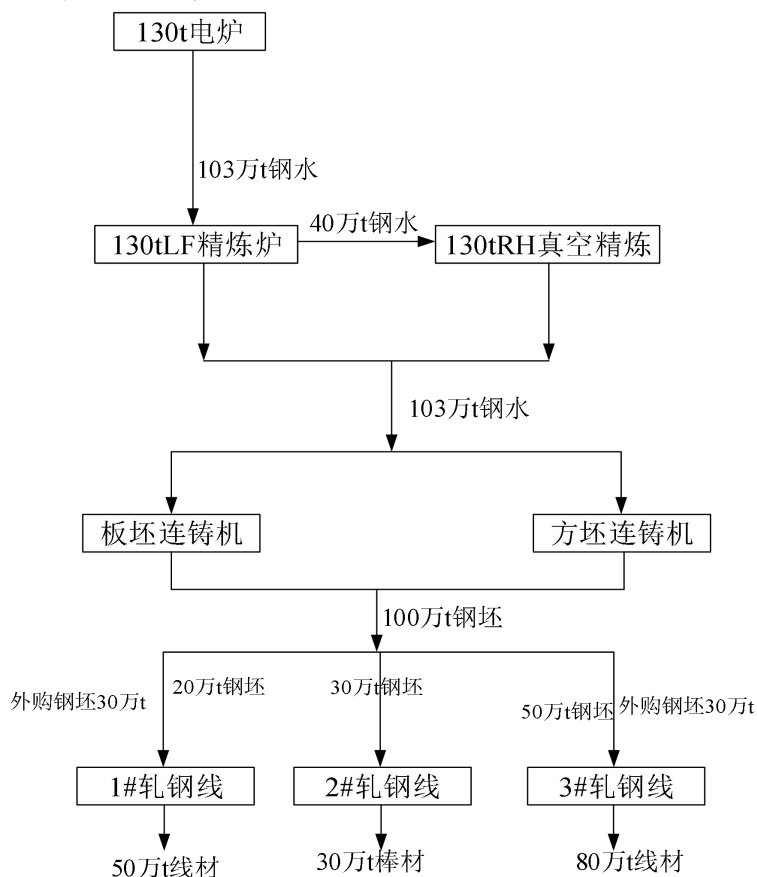 130t电炉
103万t钢水
40万t钢水
130tLF精炼炉
130tRH真空精炼
103万t钢水
板坯连铸机
方坯连铸机
100万t钢坯
外购钢坯30万t
20万t钢坯
30万t钢坯
50万t钢坯
外购钢坯30万t
1#轧钢线
2#轧钢线
3#轧钢线
50万t线材
30万t棒材
80万t线材